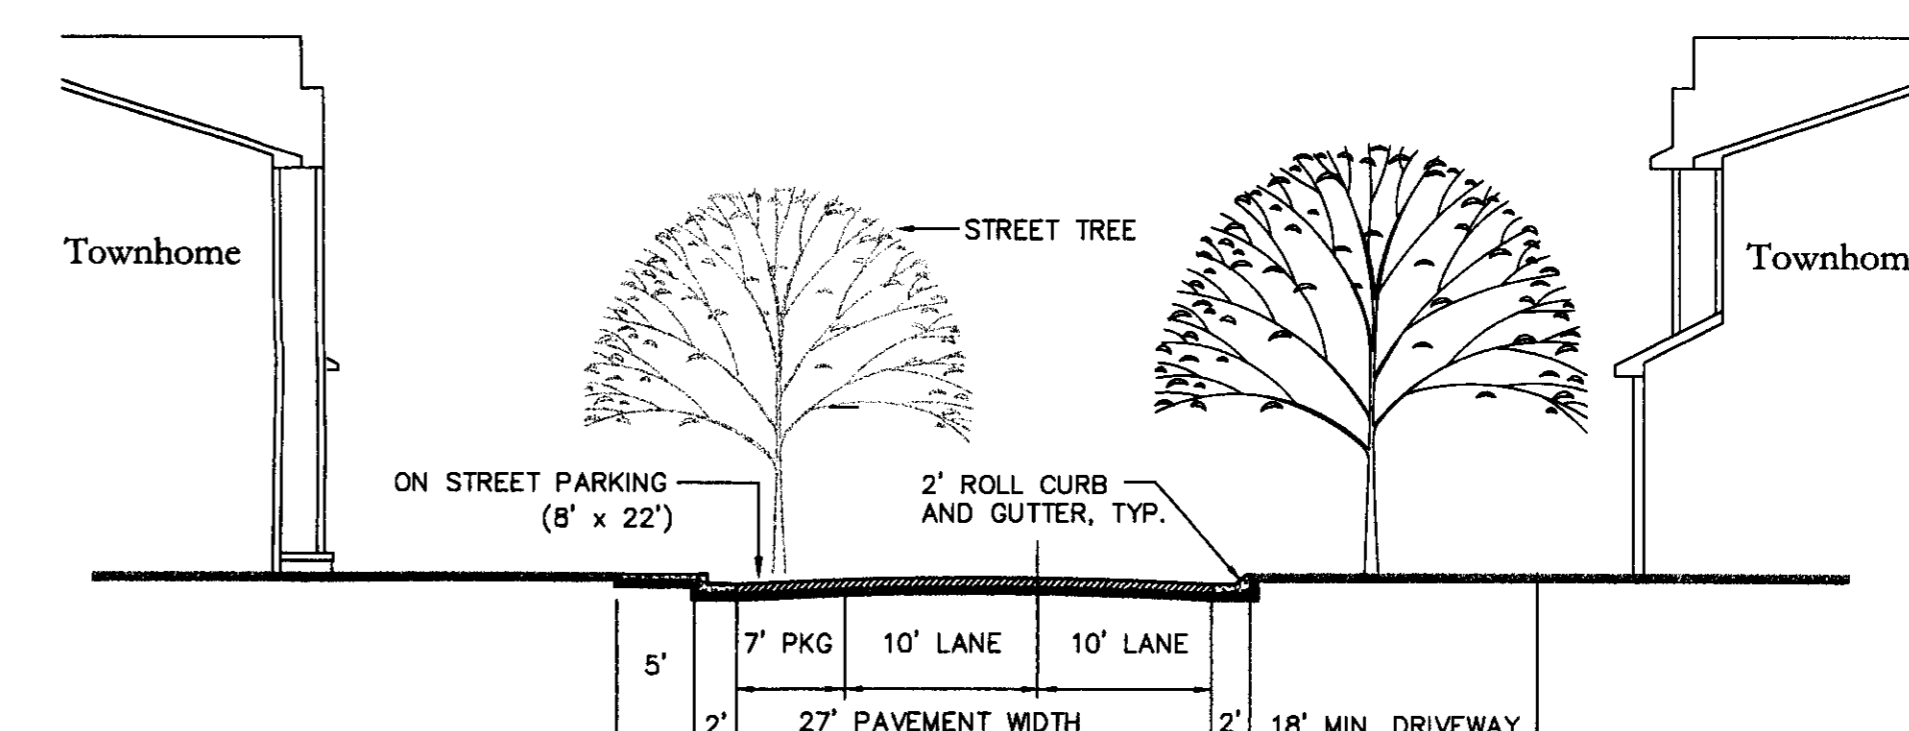 STREET TREE
Townhome
Townhom
ON STREET PARKING
(8' x 22')
2' ROLL CURB
AND GUTTER, TYP.
5'
7' PKG
10' LANE
10' LANE
2'
27' PAVEMENT WIDTH
2'
18' MIN. DRIVEWAY